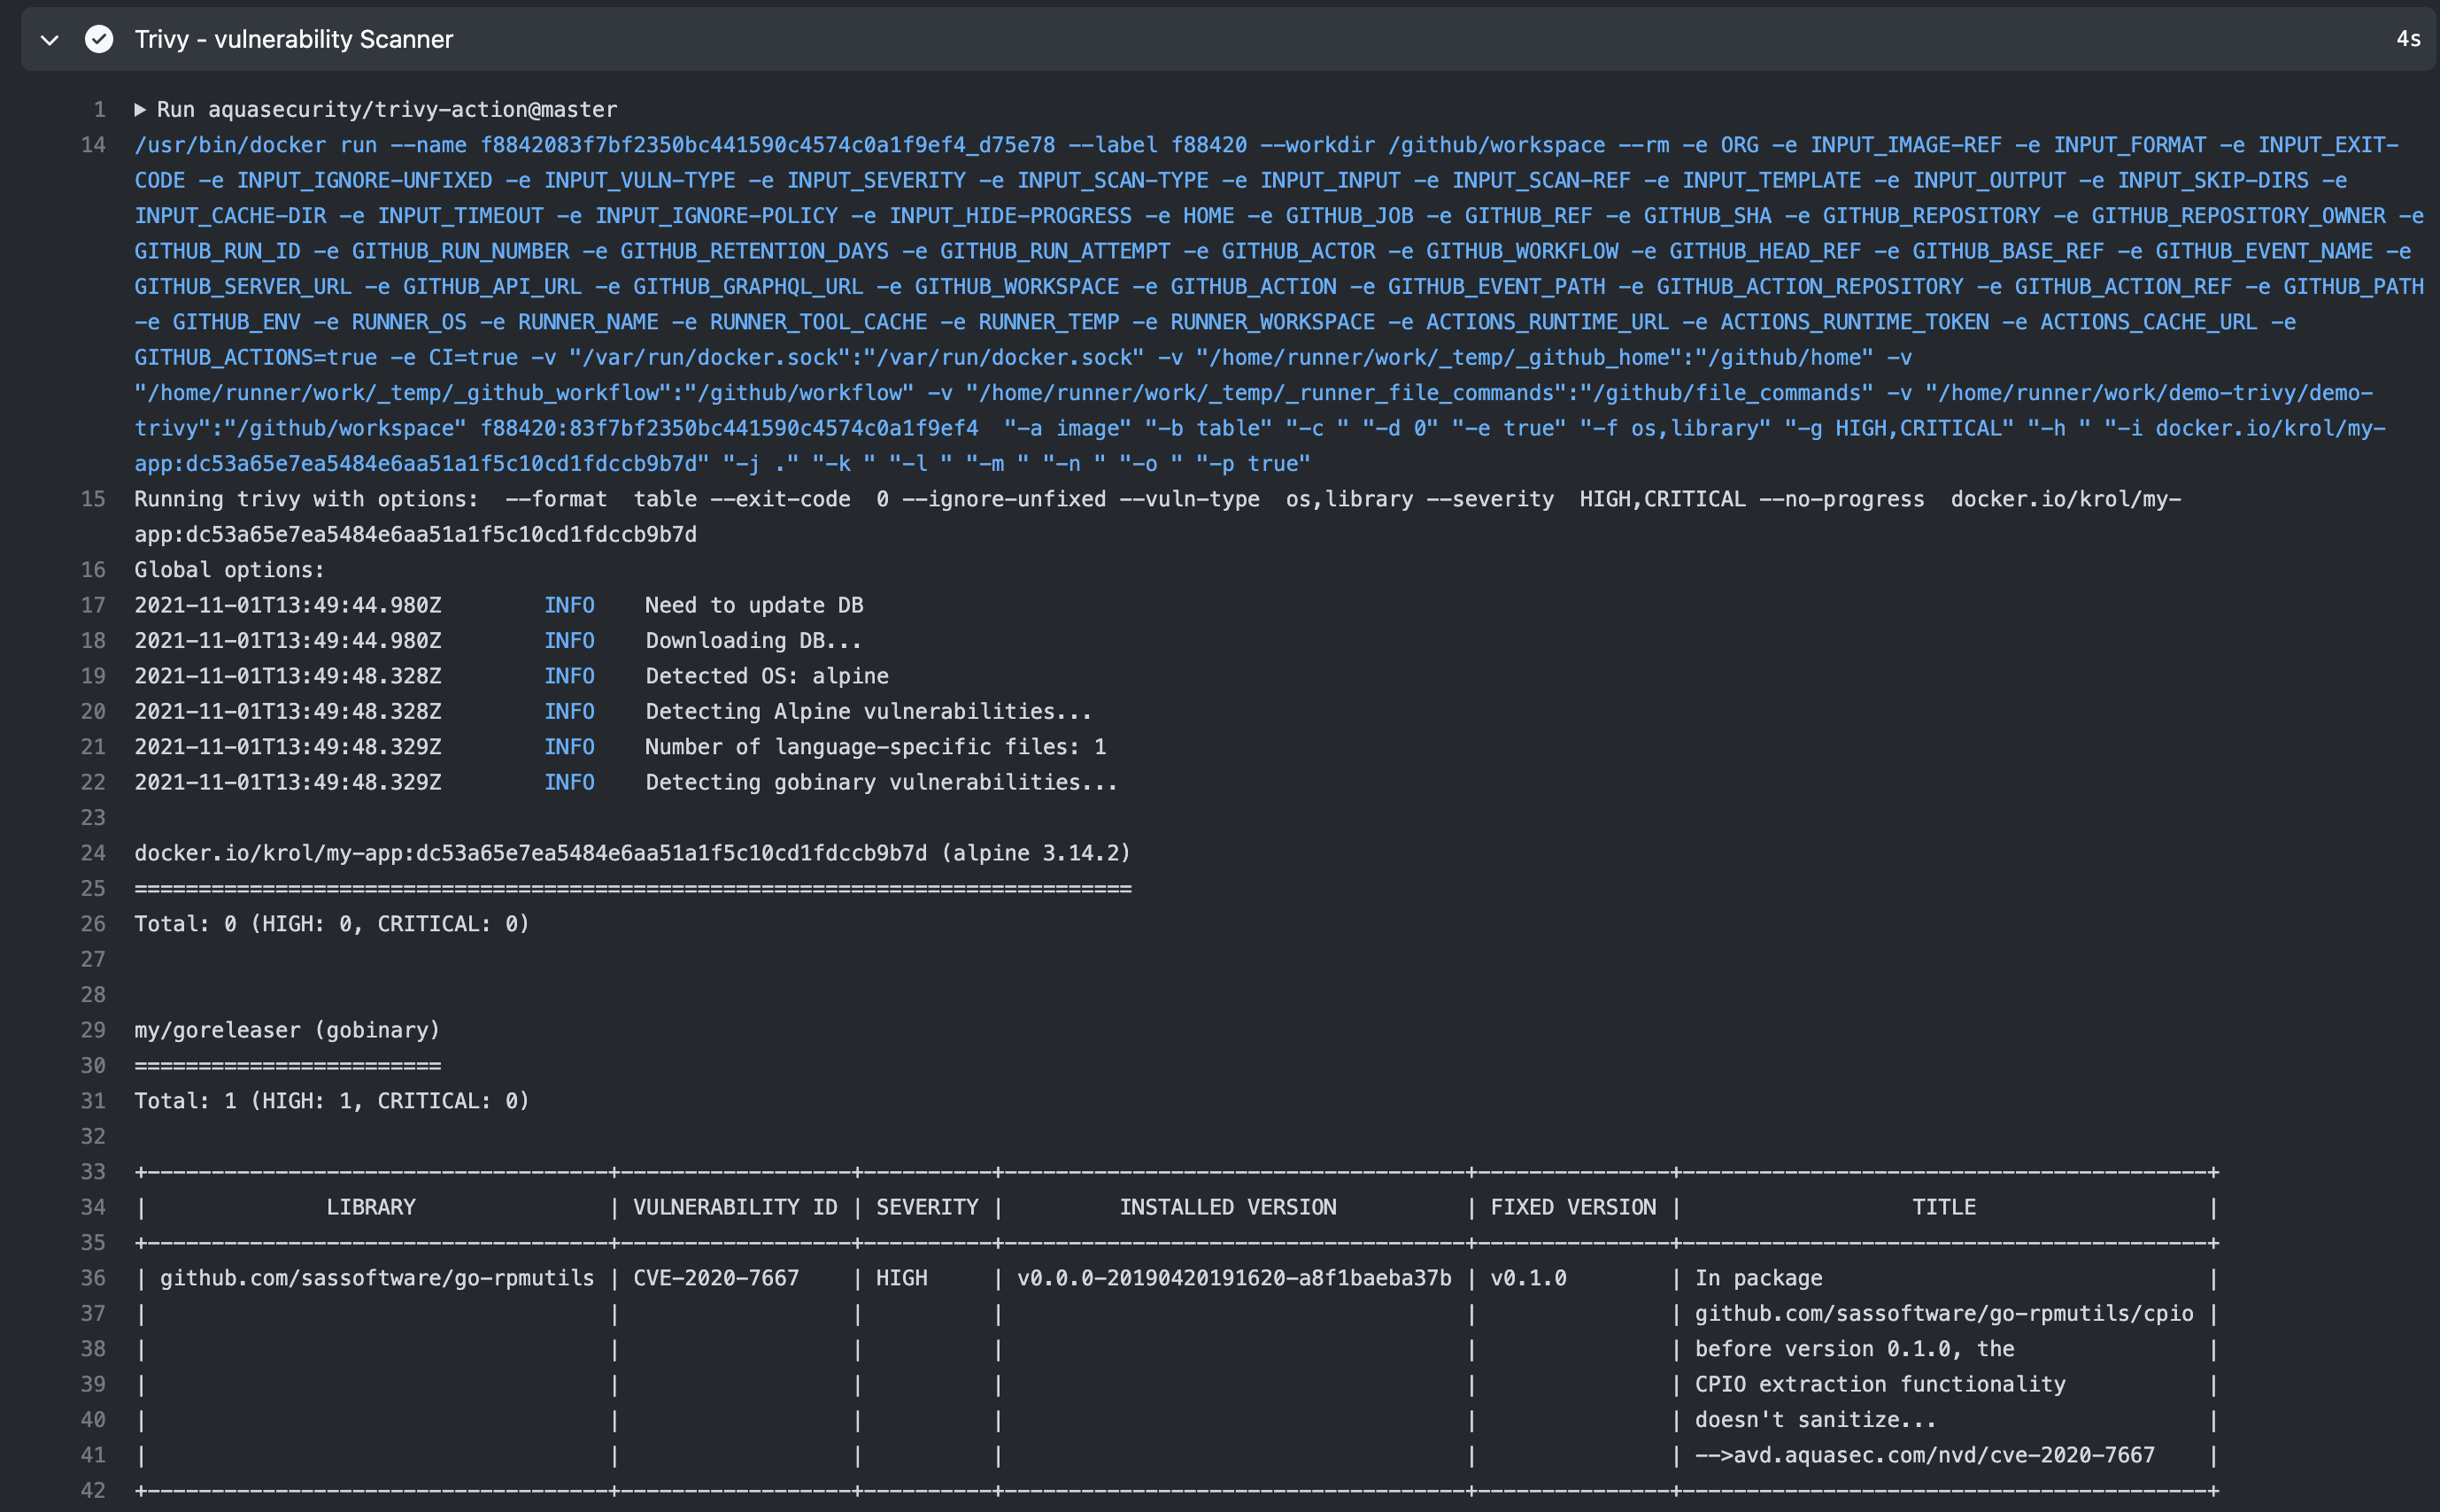 Trivy - vulnerability Scanner 4s
1 Run aquasecurity/trivy-action@master
14 /usr/bin/docker run --name f8842083f7bf2350bc441590c4574c0a1f9ef4_d75e78 --label f88420 --workdir /github/workspace --rm -e ORG -e INPUT_IMAGE-REF -e INPUT_FORMAT -e INPUT_EXIT-
CODE -e INPUT_IGNORE-UNFIXED -e INPUT_VULN-TYPE -e INPUT_SEVERITY -e INPUT_SCAN-TYPE -e INPUT_INPUT -e INPUT_SCAN-REF -e INPUT_TEMPLATE -e INPUT_OUTPUT -e INPUT_SKIP-DIRS -e
INPUT_CACHE-DIR -e INPUT_TIMEOUT -e INPUT_IGNORE-POLICY -e INPUT_HIDE-PROGRESS -e HOME -e GITHUB_JOB -e GITHUB_REF -e GITHUB_SHA -e GITHUB_REPOSITORY -e GITHUB_REPOSITORY_OWNER -e
GITHUB_RUN_ID -e GITHUB_RUN_NUMBER -e GITHUB_RETENTION_DAYS -e GITHUB_RUN_ATTEMPT -e GITHUB_ACTOR -e GITHUB_WORKFLOW -e GITHUB_HEAD_REF -e GITHUB_BASE_REF -e GITHUB_EVENT_NAME -e
GITHUB_SERVER_URL -e GITHUB_API_URL -e GITHUB_GRAPHQL_URL -e GITHUB_WORKSPACE -e GITHUB_ACTION -e GITHUB_EVENT_PATH -e GITHUB_ACTION_REPOSITORY -e GITHUB_ACTION_REF -e GITHUB_PATH
-e GITHUB_ENV -e RUNNER_OS -e RUNNER_NAME -e RUNNER_TOOL_CACHE -e RUNNER_TEMP -e RUNNER_WORKSPACE -e ACTIONS_RUNTIME_URL -e ACTIONS_RUNTIME_TOKEN -e ACTIONS_CACHE_URL -e
GITHUB_ACTIONS=true -e CI=true -v "/var/run/docker.sock":"/var/run/docker.sock" -v "/home/runner/work/_temp/_github_home":"/github/home" -v
"/home/runner/work/_temp/_github_workflow":"/github/workflow" -v "/home/runner/work/_temp/_runner_file_commands":"/github/file_commands" -v "/home/runner/work/demo-trivy/demo-
trivy":"/github/workspace" f88420:83f7bf2350bc441590c4574c0a1f9ef4  "-a image" "-b table" "-c " "-d 0" "-e true" "-f os,library" "-g HIGH,CRITICAL" "-h " "-i docker.io/krol/my-
app:dc53a65e7ea5484e6aa51a1f5c10cd1fdccb9b7d" "-j ." "-k " "-l " "-m " "-n " "-o " "-p true"
15 Running trivy with options:  --format  table --exit-code  0 --ignore-unfixed --vuln-type  os,library --severity  HIGH,CRITICAL --no-progress  docker.io/krol/my-
app:dc53a65e7ea5484e6aa51a1f5c10cd1fdccb9b7d
16 Global options:
17 2021-11-01T13:49:44.980Z INFO Need to update DB
18 2021-11-01T13:49:44.980Z INFO Downloading DB...
19 2021-11-01T13:49:48.328Z INFO Detected OS: alpine
20 2021-11-01T13:49:48.328Z INFO Detecting Alpine vulnerabilities...
21 2021-11-01T13:49:48.329Z INFO Number of language-specific files: 1
22 2021-11-01T13:49:48.329Z INFO Detecting gobinary vulnerabilities...
23
24 docker.io/krol/my-app:dc53a65e7ea5484e6aa51a1f5c10cd1fdccb9b7d (alpine 3.14.2)
25 ==============================================================================
26 Total: 0 (HIGH: 0, CRITICAL: 0)
27
28
29 my/goreleaser (gobinary)
30 ========================
31 Total: 1 (HIGH: 1, CRITICAL: 0)
32
33 +------------------------------------+------------------+----------+------------------------------------+---------------+-----------------------------------------+
34 | LIBRARY | VULNERABILITY ID | SEVERITY | INSTALLED VERSION | FIXED VERSION | TITLE |
35 +------------------------------------+------------------+----------+------------------------------------+---------------+-----------------------------------------+
36 | github.com/sassoftware/go-rpmutils | CVE-2020-7667 | HIGH | v0.0.0-20190420191620-a8f1baeba37b | v0.1.0 | In package |
37 | | | | | | github.com/sassoftware/go-rpmutils/cpio |
38 | | | | | | before version 0.1.0, the |
39 | | | | | | CPIO extraction functionality |
40 | | | | | | doesn't sanitize... |
41 | | | | | | -->avd.aquasec.com/nvd/cve-2020-7667 |
42 +------------------------------------+------------------+----------+------------------------------------+---------------+-----------------------------------------+